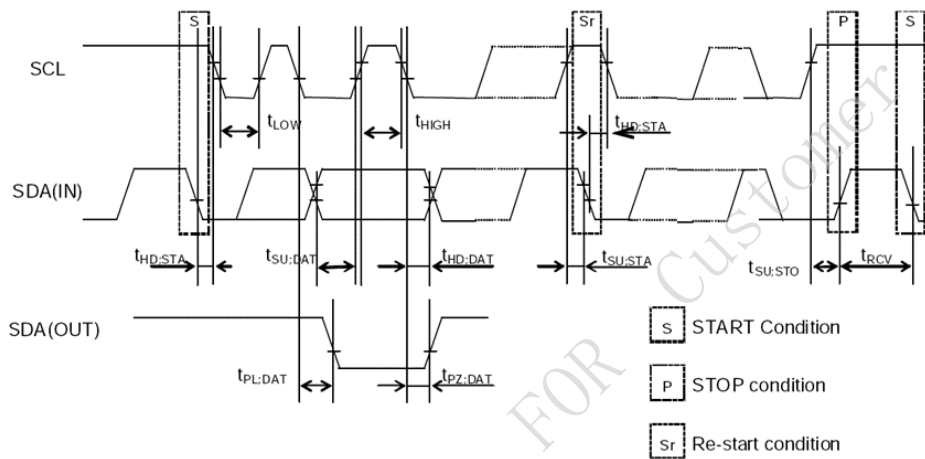 S Sr P S
SCL
tLOW tHIGH tHD:STA
SDA(IN)
tHD:STA tSU;DAT tHD:DAT tSU:STA tSU;STO tRCV
SDA(OUT)
S START Condition
tPL:DAT tPZ;DAT
P STOP condition
Sr Re-start condition
FOR Customer